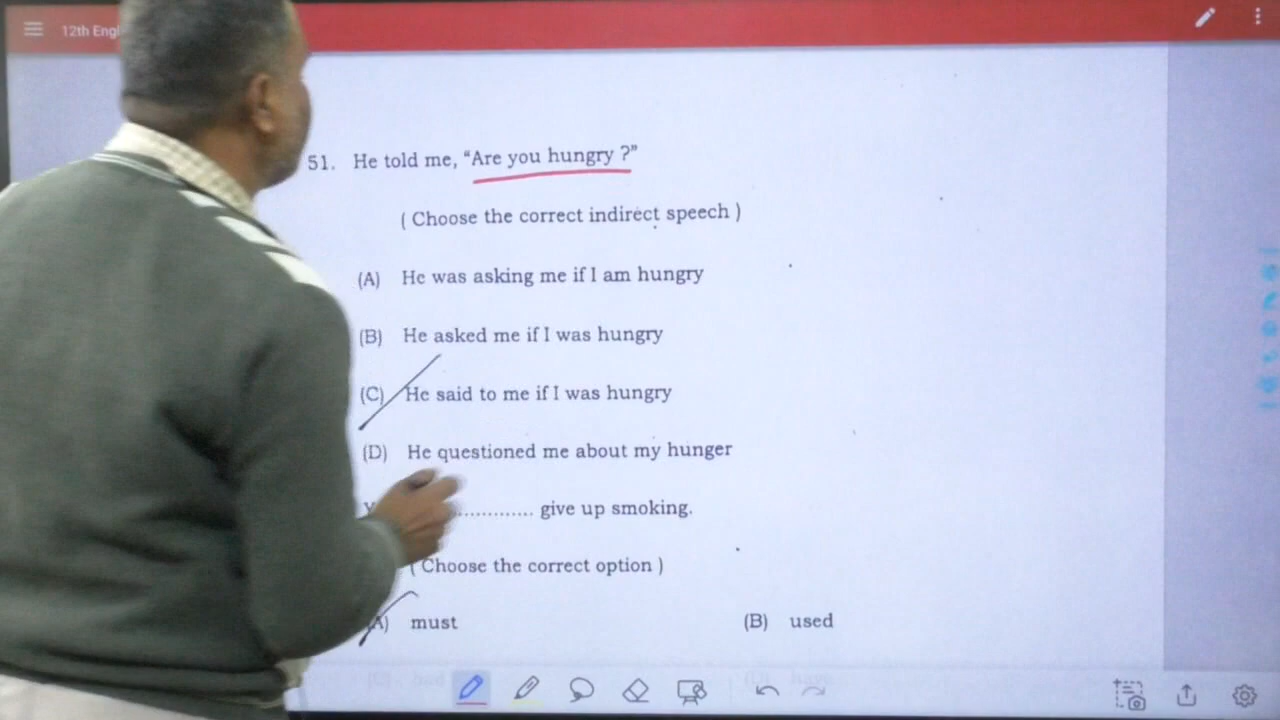 12th Engl
51. He told me, “Are you hungry ?”
( Choose the correct indirect speech )
(A) He was asking me if I am hungry
(B) He asked me if I was hungry
(C) He said to me if I was hungry
(D) He questioned me about my hunger
.............. give up smoking.
( Choose the correct option )
(A) must (B) used